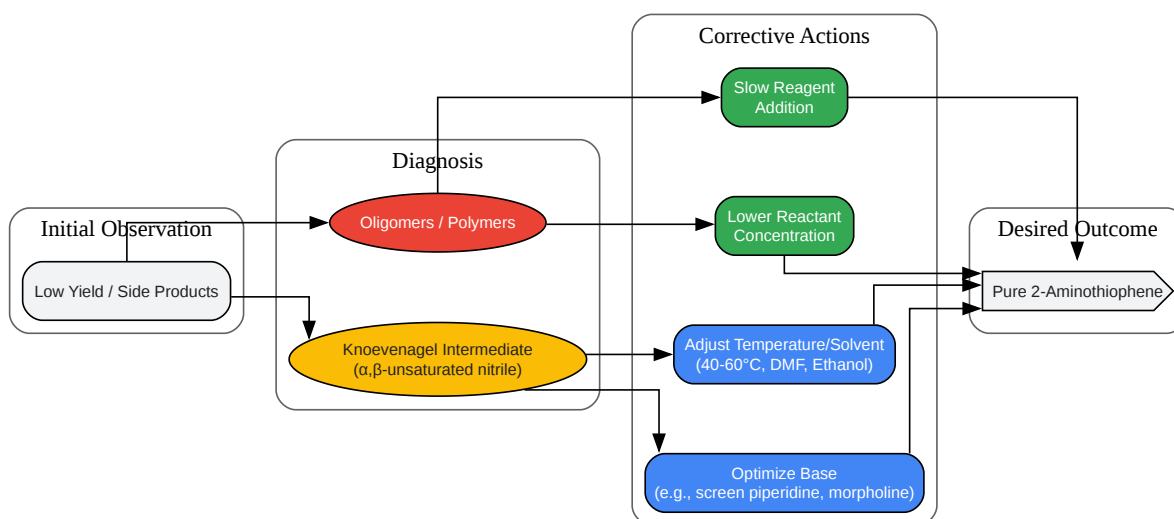 Initial Observation
Low Yield / Side Products
Diagnosis
Oligomers / Polymers
Knoevenagel Intermediate
(α,β-unsaturated nitrile)
Corrective Actions
Slow Reagent
Addition
Lower Reactant
Concentration
Adjust Temperature/Solvent
(40-60°C, DMF, Ethanol)
Optimize Base
(e.g., screen piperidine, morpholine)
Desired Outcome
Pure 2-Aminothiophene